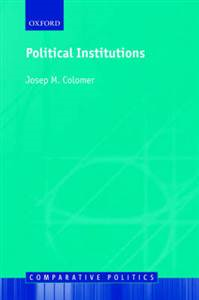 OXFORD
Political Institutions
Josep M. Colomer
COMPARATIVE POLITICS